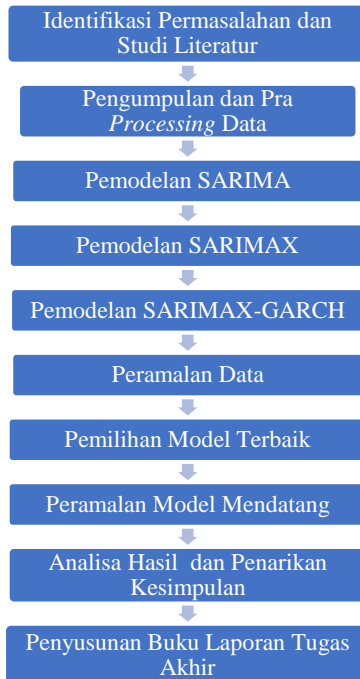 Identifikasi Permasalahan dan
Studi Literatur
Pengumpulan dan Pra
Processing Data
Pemodelan SARIMA
Pemodelan SARIMAX
Pemodelan SARIMAX-GARCH
Peramalan Data
Pemilihan Model Terbaik
Peramalan Model Mendatang
Analisa Hasil dan Penarikan
Kesimpulan
Penyusunan Buku Laporan Tugas
Akhir